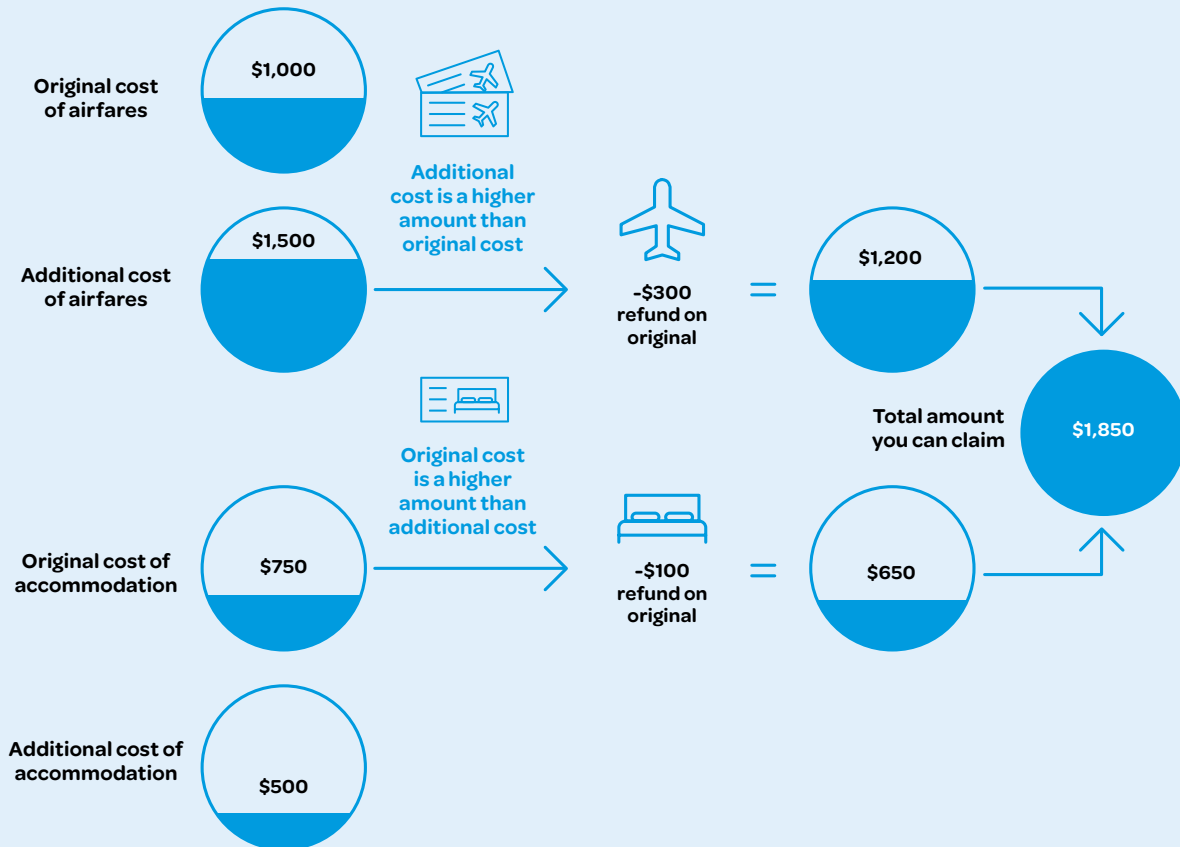 Original cost
of airfares
$1,000
Additional
cost is a higher
amount than
original cost
Additional cost
of airfares
$1,500
-$300
refund on
original
=
$1,200
Total amount
you can claim
$1,850
Original cost
is a higher
amount than
additional cost
Original cost of
accommodation
$750
-$100
refund on
original
=
$650
Additional cost of
accommodation
$500